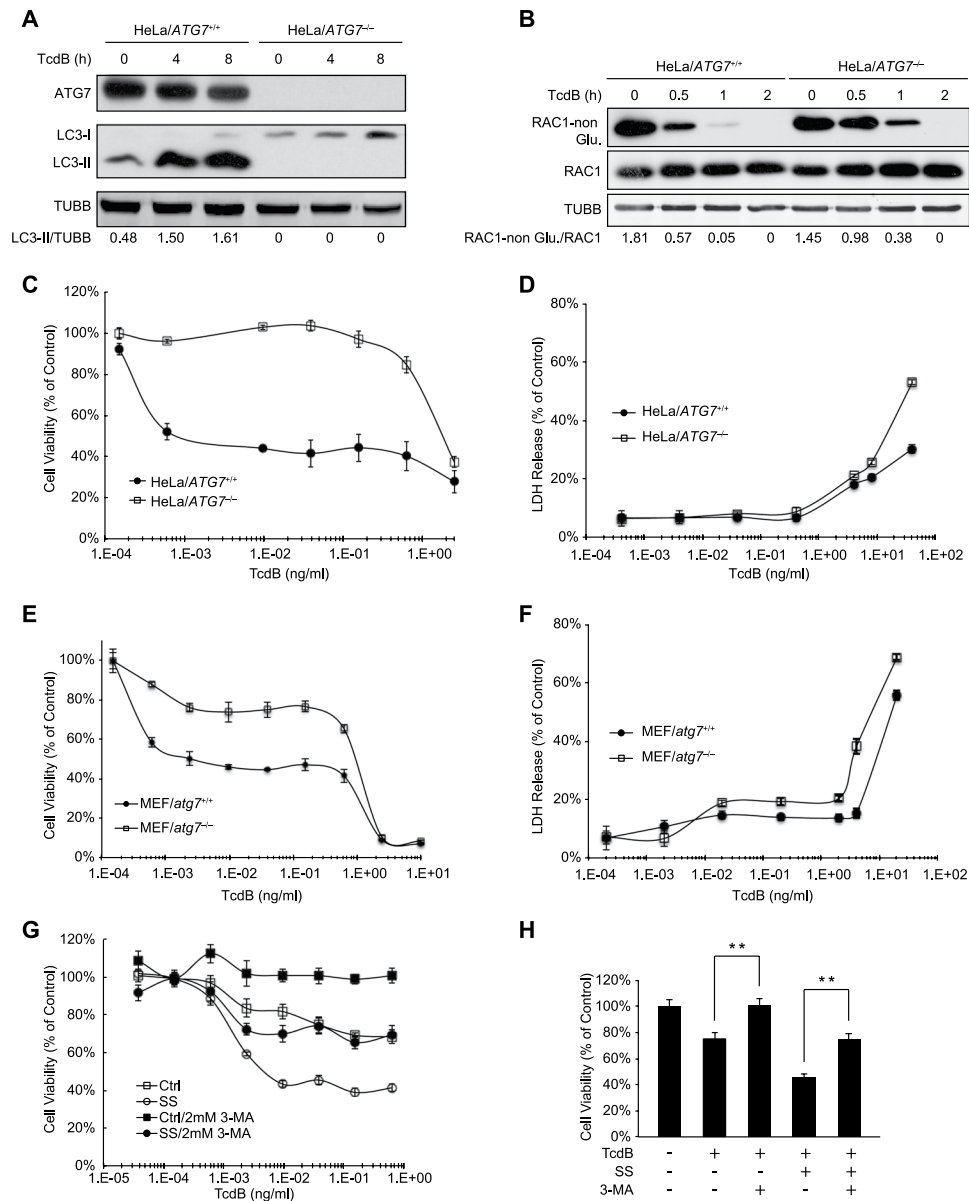 A
HeLa/ATG7+/+ HeLa/ATG7–/–
TcdB (h) 0 4 8 0 4 8
ATG7
LC3-I
LC3-II
TUBB
LC3-II/TUBB 0.48 1.50 1.61 0 0 0
B
HeLa/ATG7+/+ HeLa/ATG7–/–
TcdB (h) 0 0.5 1 2 0 0.5 1 2
RAC1-non
Glu.
RAC1
TUBB
RAC1-non Glu./RAC1 1.81 0.57 0.05 0 1.45 0.98 0.38 0
C
Cell Viability (% of Control)
120%
100%
80%
60%
40%
20%
0%
HeLa/ATG7+/+
HeLa/ATG7–/–
1.E-04 1.E-03 1.E-02 1.E-01 1.E+00
TcdB (ng/ml)
D
LDH Release (% of Control)
80%
60%
40%
20%
0%
HeLa/ATG7+/+
HeLa/ATG7–/–
1.E-04 1.E-03 1.E-02 1.E-01 1.E+00 1.E+01 1.E+02
TcdB (ng/ml)
E
Cell Viability (% of Control)
100%
80%
60%
40%
20%
0%
MEF/atg7+/+
MEF/atg7–/–
1.E-04 1.E-03 1.E-02 1.E-01 1.E+00 1.E+01
TcdB (ng/ml)
F
LDH Release (% of Control)
80%
60%
40%
20%
0%
MEF/atg7+/+
MEF/atg7–/–
1.E-04 1.E-03 1.E-02 1.E-01 1.E+00 1.E+01 1.E+02
TcdB (ng/ml)
G
Cell Viability (% of Control)
120%
100%
80%
60%
40%
20%
0%
Ctrl
SS
Ctrl/2mM 3-MA
SS/2mM 3-MA
1.E-05 1.E-04 1.E-03 1.E-02 1.E-01 1.E+00
TcdB (ng/ml)
H
Cell Viability (% of Control)
120%
100%
80%
60%
40%
20%
0%
** **
TcdB - + + + +
SS - - - + +
3-MA - - + - +